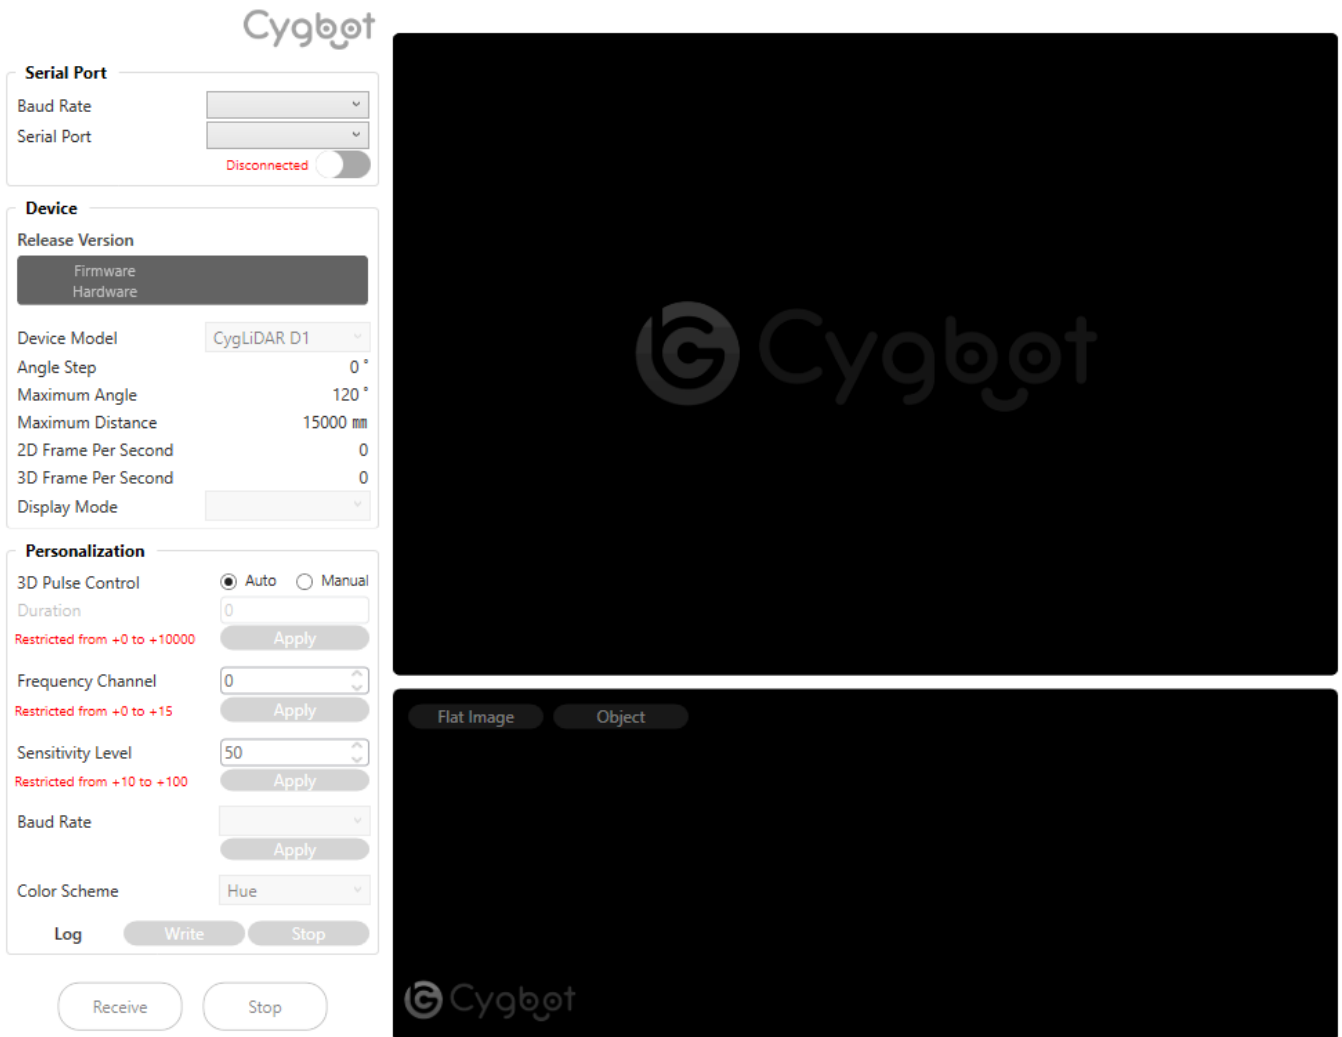 Cygbot
Serial Port
Baud Rate
Serial Port
Disconnected
Device
Release Version
Firmware
Hardware
Device Model CygLiDAR D1
Angle Step 0 °
Maximum Angle 120 °
Maximum Distance 15000 ㎜
2D Frame Per Second 0
3D Frame Per Second 0
Display Mode
Personalization
3D Pulse Control Auto Manual
Duration 0
Restricted from +0 to +10000 Apply
Frequency Channel 0
Restricted from +0 to +15 Apply
Sensitivity Level 50
Restricted from +10 to +100 Apply
Baud Rate
Apply
Color Scheme Hue
Log Write Stop
Receive Stop
Cygbot
Flat Image Object
Cygbot